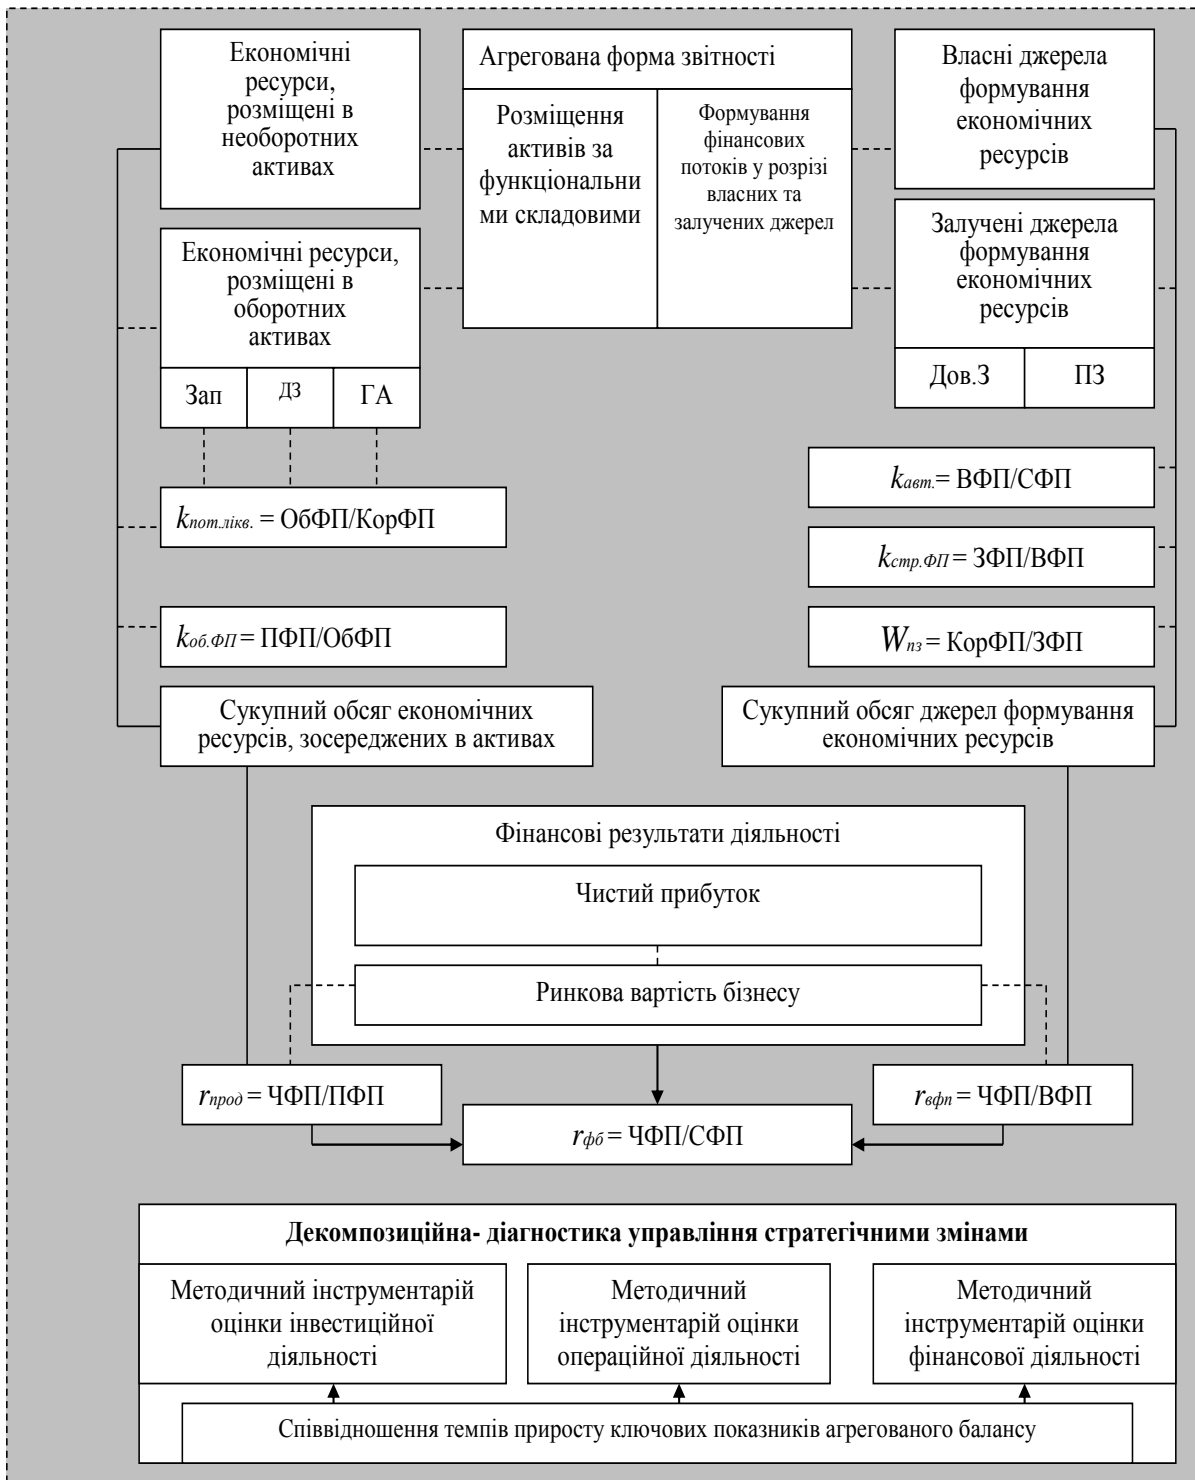 Економічні
ресурси,
розміщені в
необоротних
активах
Агрегована форма звітності
Розміщення
активів за
функціональни
ми складовими
Формування
фінансових
потоків у розрізі
власних та
залучених джерел
Власні джерела
формування
економічних
ресурсів
Економічні ресурси,
розміщені в
оборотних
активах
Зап
ДЗ
ГА
Залучені джерела
формування
економічних
ресурсів
Дов.З
ПЗ
kпот.лікв. = ОбФП/КорФП
kоб.ФП = ПФП/ОбФП
kавт. = ВФП/СФП
kстр.ФП = ЗФП/ВФП
Wпз = КорФП/ЗФП
Сукупний обсяг економічних
ресурсів, зосереджених в активах
Сукупний обсяг джерел формування
економічних ресурсів
Фінансові результати діяльності
Чистий прибуток
Ринкова вартість бізнесу
rпрод = ЧФП/ПФП
rфб = ЧФП/СФП
rвфп = ЧФП/ВФП
Декомпозиційна- діагностика управління стратегічними змінами
Методичний інструментарій
оцінки інвестиційної
діяльності
Методичний
інструментарій оцінки
операційної діяльності
Методичний
інструментарій оцінки
фінансової діяльності
Співвідношення темпів приросту ключових показників агрегованого балансу